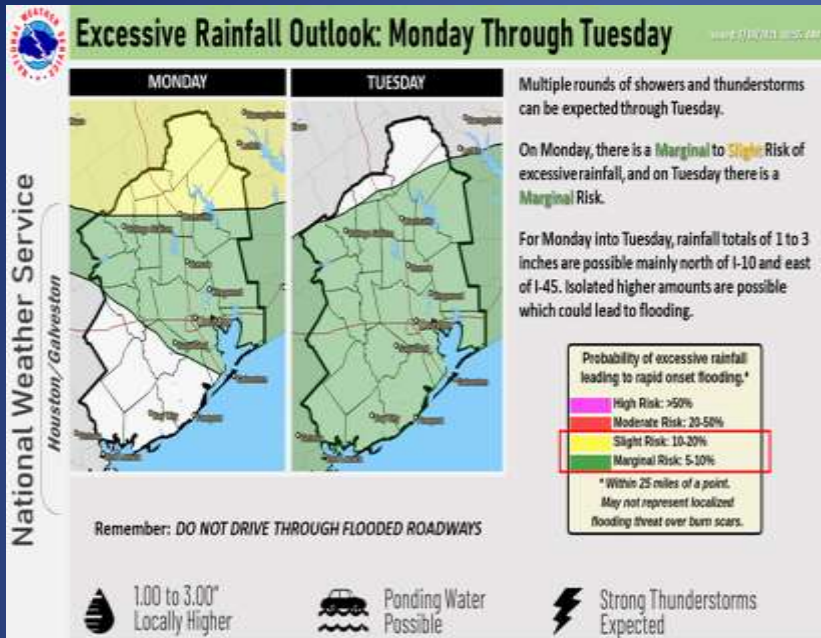 NATIONAL WEATHER SERVICE
Excessive Rainfall Outlook: Monday Through Tuesday
National Weather Service
Houston/Galveston
MONDAY
TUESDAY
Multiple rounds of showers and thunderstorms
can be expected through Tuesday.
On Monday, there is a Marginal to Slight Risk of
excessive rainfall, and on Tuesday there is a
Marginal Risk.
For Monday into Tuesday, rainfall totals of 1 to 3
inches are possible mainly north of I-10 and east
of I-45. Isolated higher amounts are possible
which could lead to flooding.
Probability of excessive rainfall
leading to rapid onset flooding.*
High Risk: >50%
Moderate Risk: 20-50%
Slight Risk: 10-20%
Marginal Risk: 5-10%
* Within 25 miles of a point.
May not represent localized
flooding threat over burn scars.
Remember: DO NOT DRIVE THROUGH FLOODED ROADWAYS
1.00 to 3.00"
Locally Higher
Ponding Water
Possible
Strong Thunderstorms
Expected